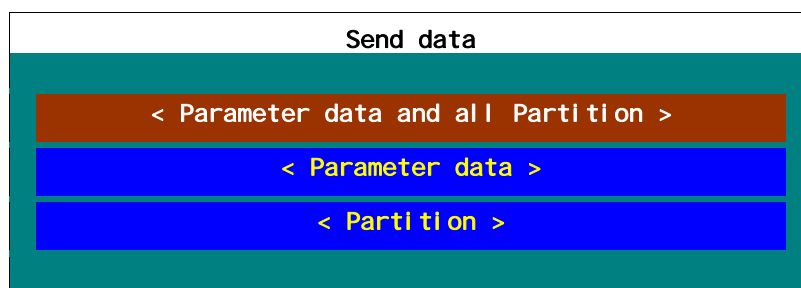 Send data
< Parameter data and all Partition >
< Parameter data >
< Partition >